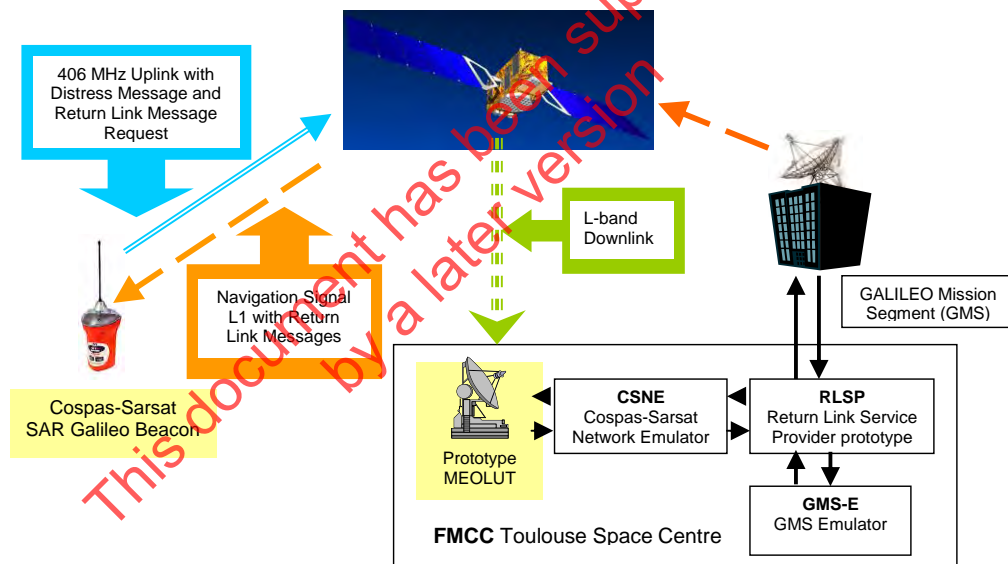 406 MHz Uplink with
Distress Message and
Return Link Message
Request
L-band
Downlink
Navigation Signal
L1 with Return
Link Messages
GALILEO Mission
Segment (GMS)
Cospas-Sarsat
SAR Galileo Beacon
Prototype
MEOLUT
CSNE
Cospas-Sarsat
Network Emulator
RLSP
Return Link Service
Provider prototype
GMS-E
GMS Emulator
FMCC Toulouse Space Centre
This document has been sup
by a later version